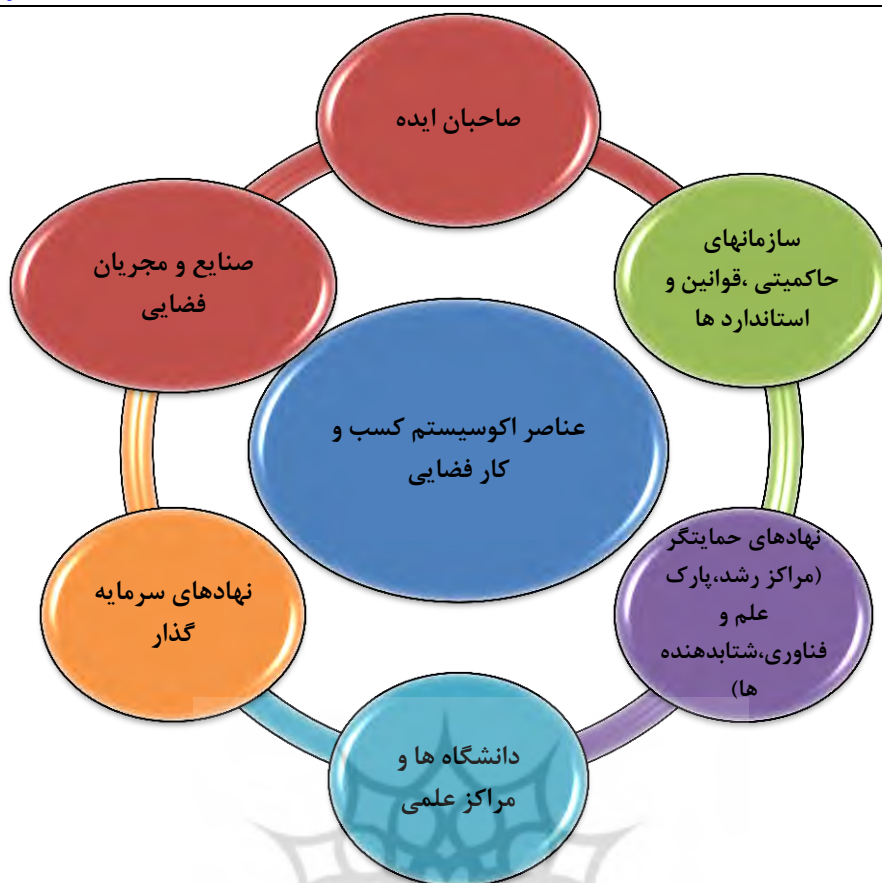 صاحبان ایده
سازمانهای
حاکمیتی ،قوانین و
استاندارد ها
نهادهای حمایتگر
(مراکز رشد،پارک
علم و
فناوری،شتابدهنده
ها)
دانشگاه ها و
مراکز علمی
نهادهای سرمایه
گذار
صنایع و مجریان
فضایی
عناصر اکوسیستم کسب و
کار فضایی